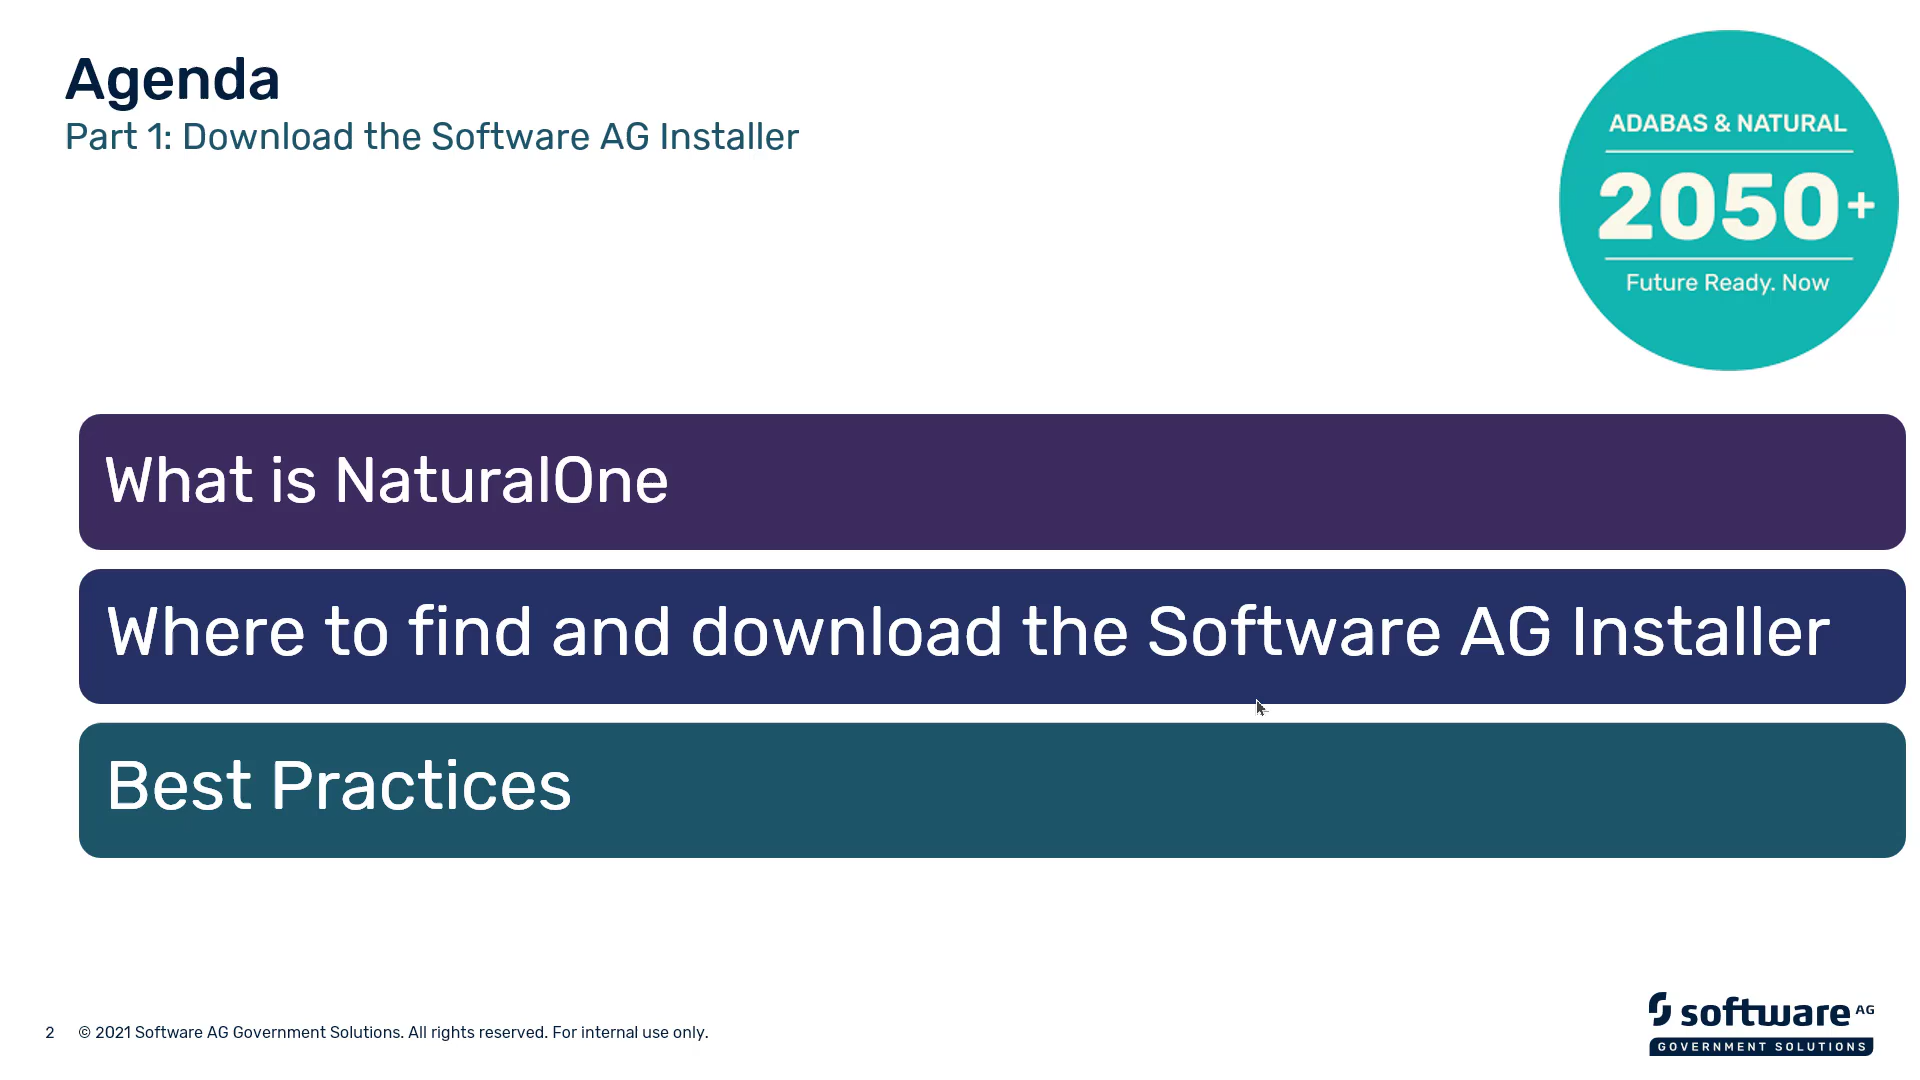 Agenda
Part 1: Download the Software AG Installer
ADABAS & NATURAL
2050+
Future Ready. Now
What is NaturalOne
Where to find and download the Software AG Installer
Best Practices
2 © 2021 Software AG Government Solutions. All rights reserved. For internal use only.
software AG
GOVERNMENT SOLUTIONS